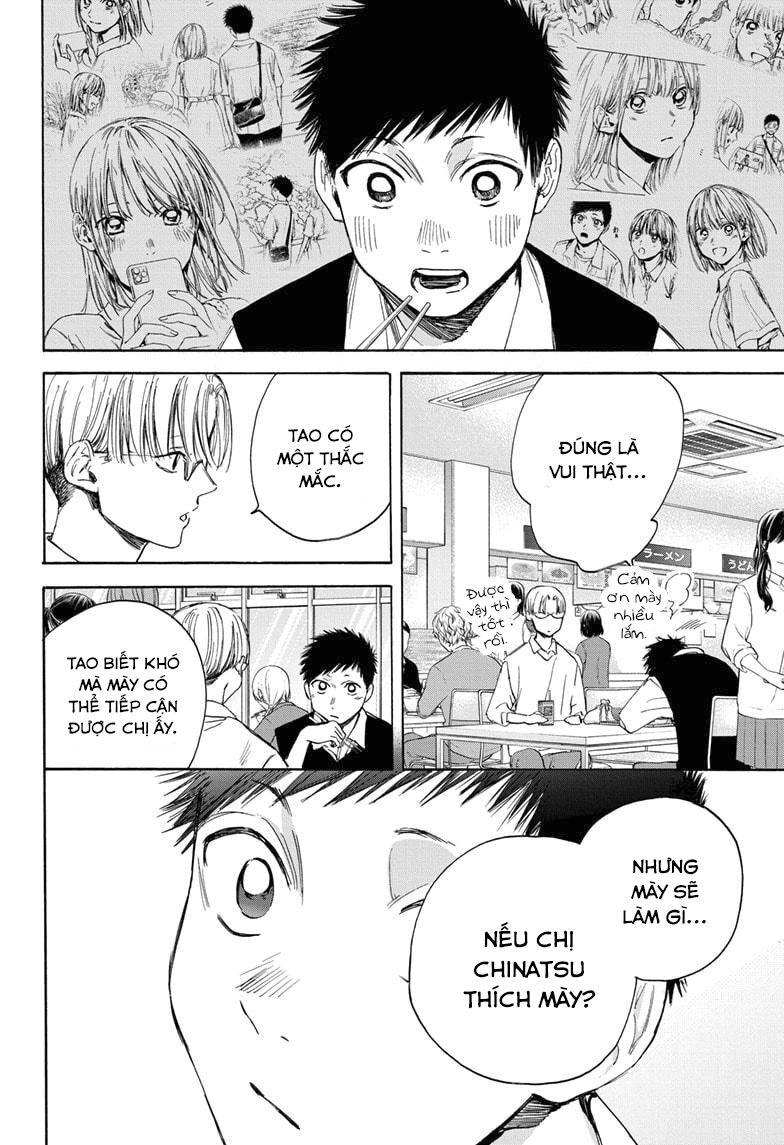 ĐÚNG LÀ
VUI THẬT...
ラーメン
うどん
Cảm
ơn mày
nhiều
lắm.
Được
vậy thì
tốt
rồi.
TAO CÓ
MỘT THẮC
MẮC.
TAO BIẾT KHÓ
MÀ MÀY CÓ
THỂ TIẾP CẬN
ĐƯỢC CHỊ ẤY.
NHƯNG
MÀY SẼ
LÀM GÌ...
NẾU CHỊ
CHINATSU
THÍCH MÀY?